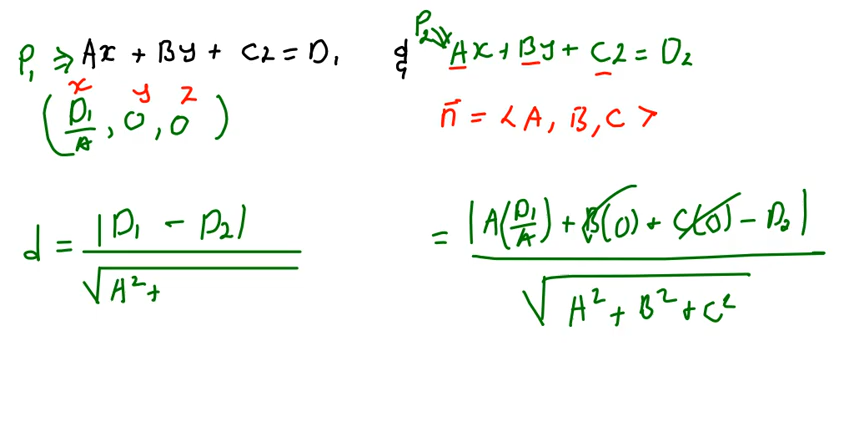 P₁ ⇒ Ax + By + Cz = D₁ & P₂ ⇒ Ax + By + Cz = D₂
x y z
(D₁/A, 0, 0) n⃗ = <A, B, C>
d = |D₁ - D₂| / √(A² + = |A(D₁/A) + B(0) + C(0) - D₂| / √(A² + B² + C²)